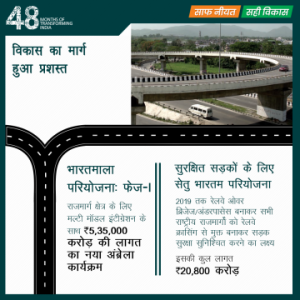 48 MONTHS OF
TRANSFORMING
INDIA
साफ नीयत सही विकास
विकास का मार्ग
हुआ प्रशस्त
भारतमाला
परियोजनाः फेज-I
राजमार्ग क्षेत्र के लिए
मल्टी मॉडल इंटीग्रेशन के
साथ ₹5,35,000
करोड़ की लागत
का नया अंब्रेला
कार्यक्रम
सुरक्षित सड़कों के लिए
सेतु भारतम परियोजना
2019 तक रेलवे ओवर
ब्रिजेज/अंडरपासेस बनाकर सभी
राष्ट्रीय राजमार्गों को रेलवे
क्रासिंग से मुक्त बनाकर सड़क
सुरक्षा सुनिश्चित करने का लक्ष्य
इसकी कुल लागत
₹20,800 करोड़